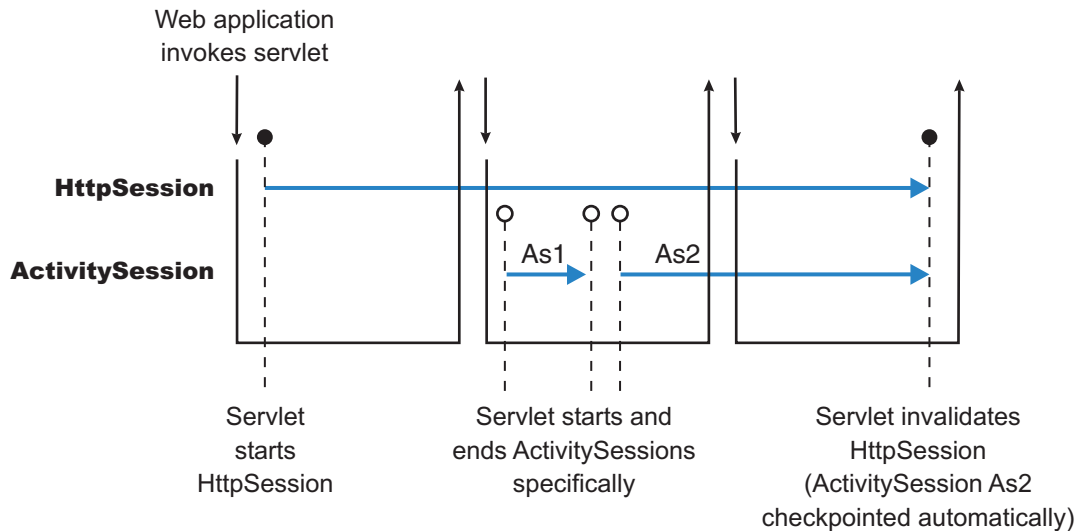 Web application
invokes servlet
HttpSession
As1
As2
ActivitySession
Servlet
starts
HttpSession
Servlet starts and
ends ActivitySessions
specifically
Servlet invalidates
HttpSession
(ActivitySession As2
checkpointed automatically)